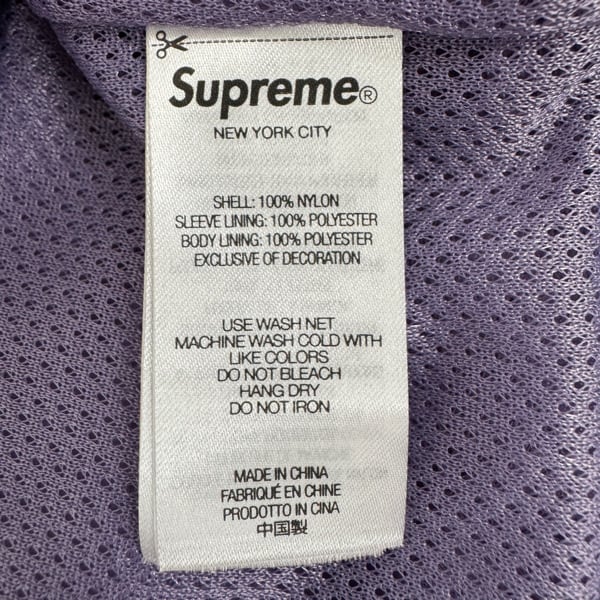 Supreme®
NEW YORK CITY
SHELL: 100% NYLON
SLEEVE LINING: 100% POLYESTER
BODY LINING: 100% POLYESTER
EXCLUSIVE OF DECORATION
USE WASH NET
MACHINE WASH COLD WITH
LIKE COLORS
DO NOT BLEACH
HANG DRY
DO NOT IRON
MADE IN CHINA
FABRIQUÉ EN CHINE
PRODOTTO IN CINA
中国製